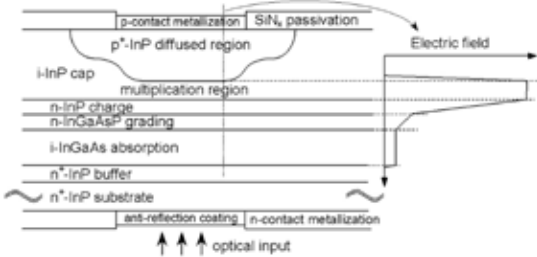 p-contact metallization
SiNx passivation
p+-InP diffused region
Electric field
i-InP cap
multiplication region
n-InP charge
n-InGaAsP grading
i-InGaAs absorption
n+-InP buffer
n+-InP substrate
anti-reflection coating
n-contact metallization
optical input